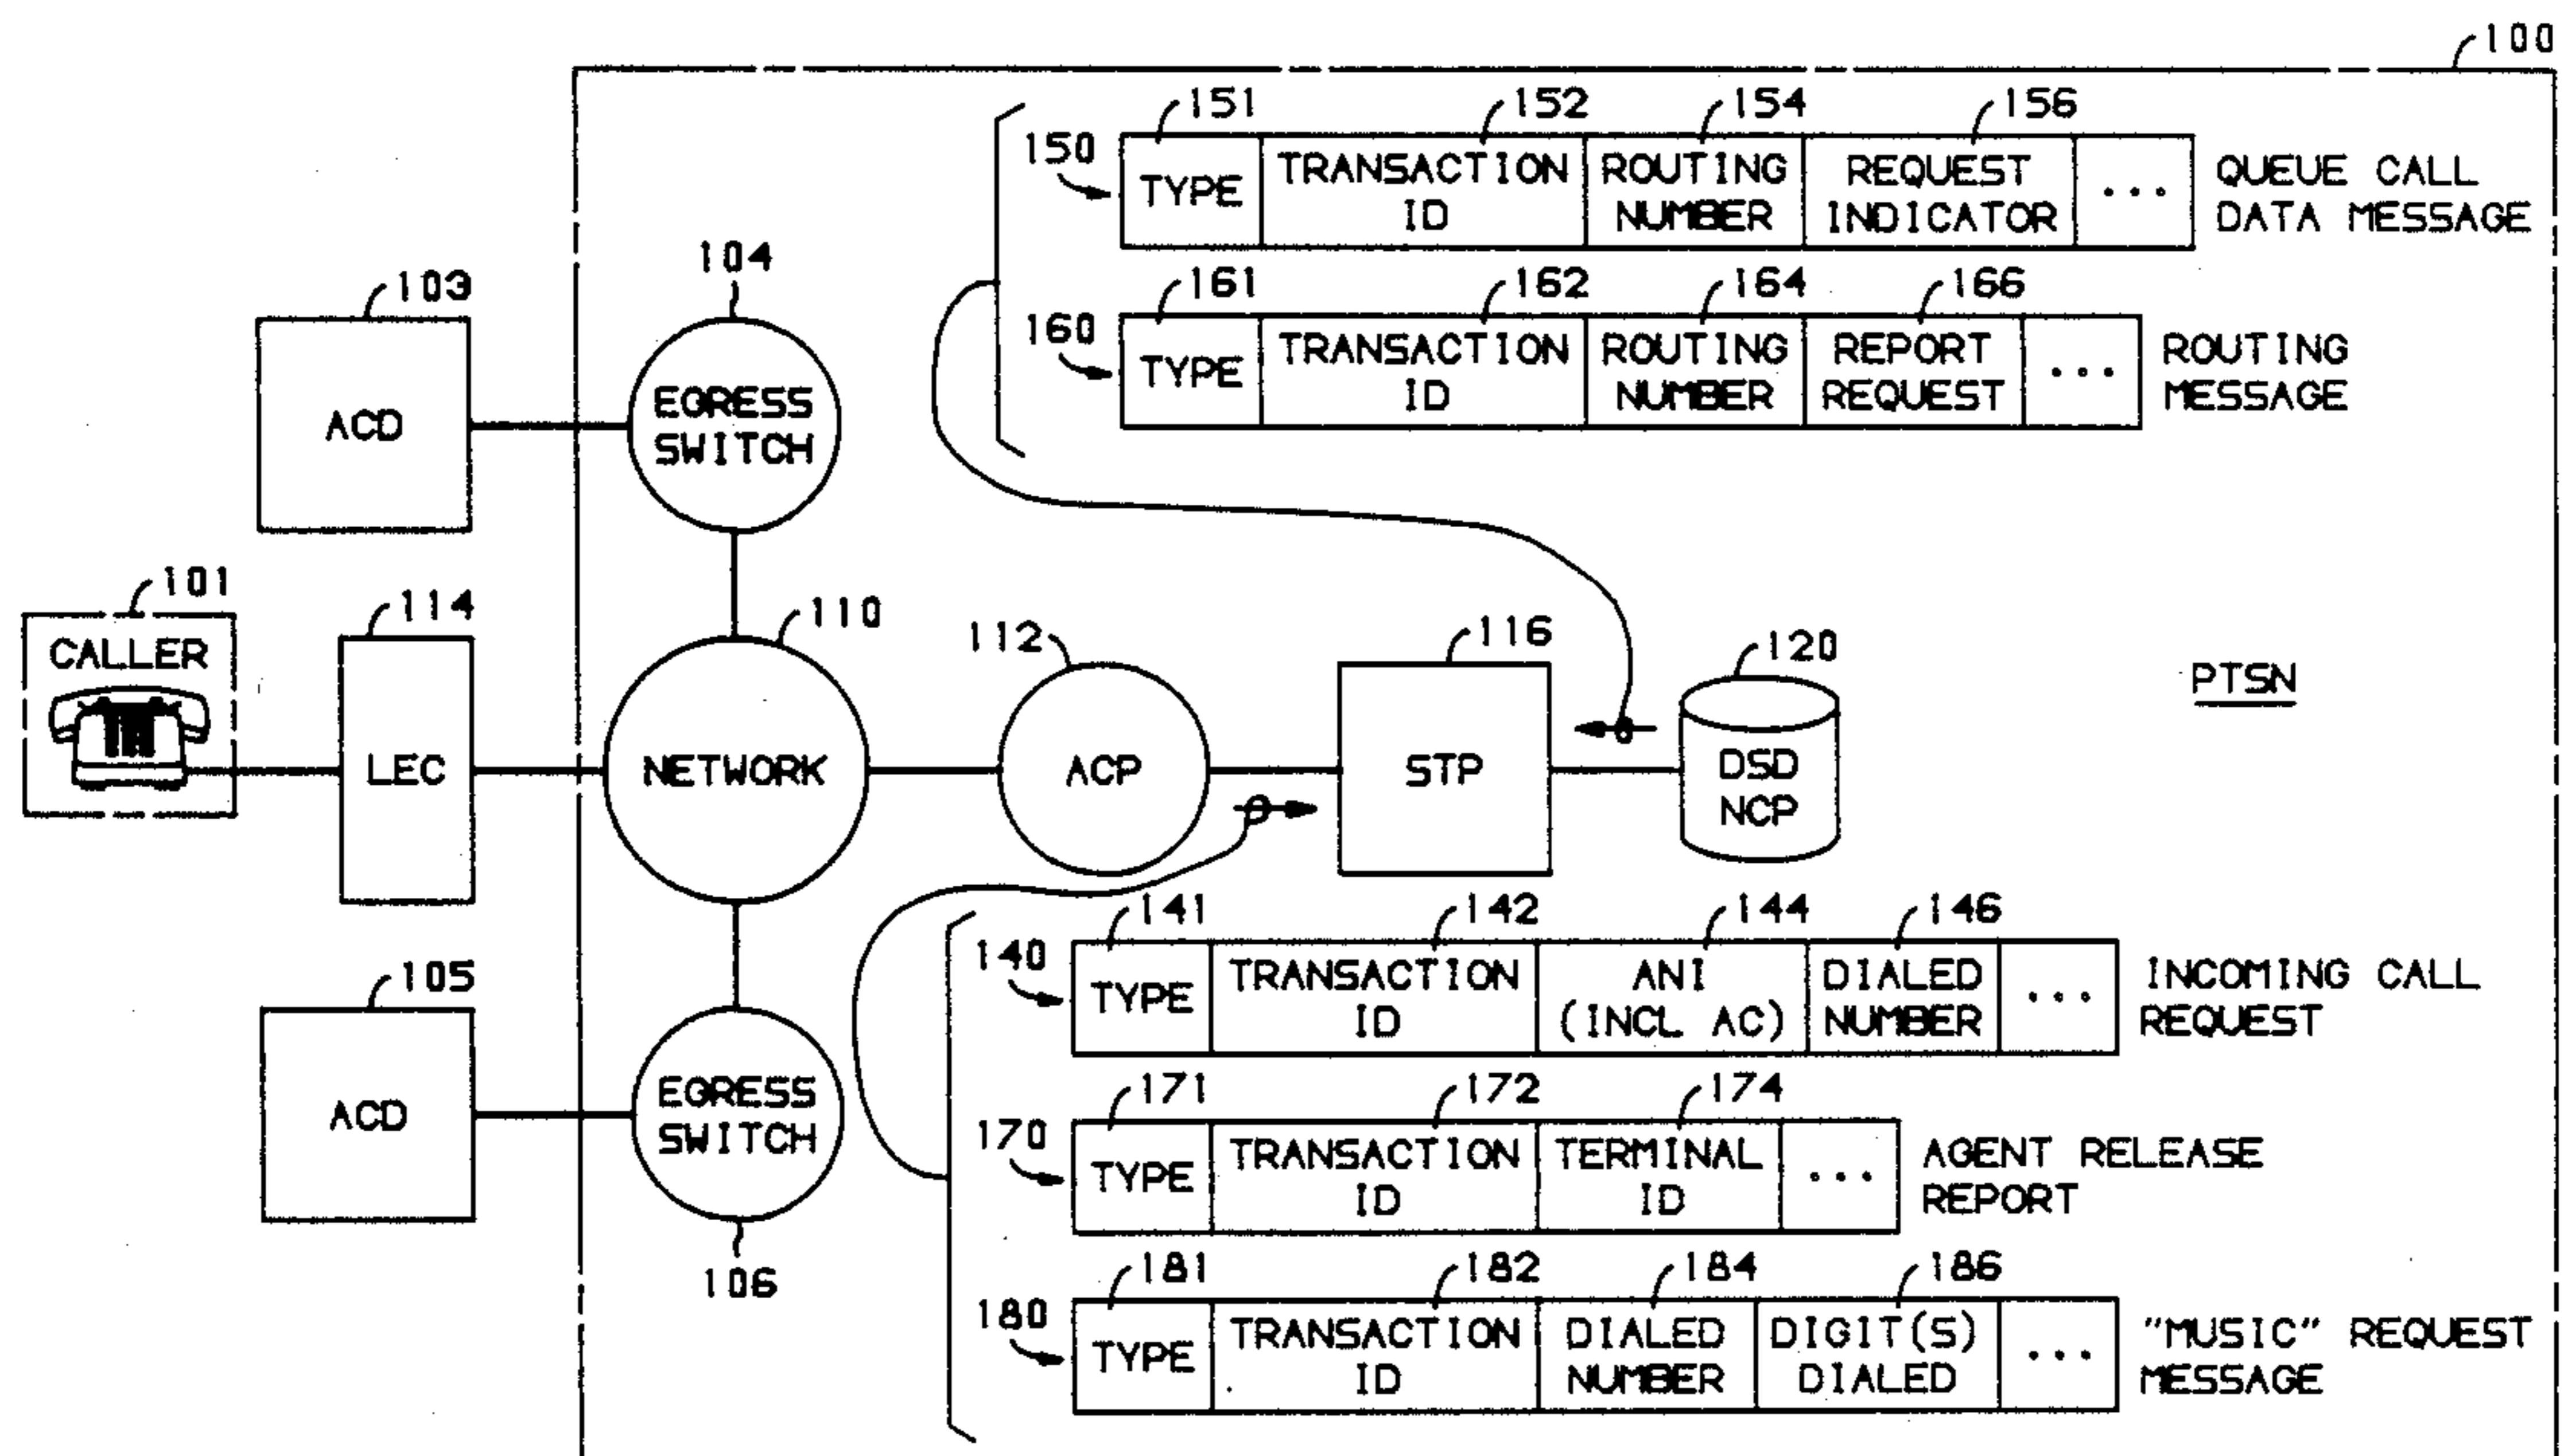 100
151 152 154 156
150 TYPE TRANSACTION ID ROUTING NUMBER REQUEST INDICATOR ... QUEUE CALL DATA MESSAGE
161 162 164 166
160 TYPE TRANSACTION ID ROUTING NUMBER REPORT REQUEST ... ROUTING MESSAGE
103
ACD
104
EGRESS
SWITCH
101
CALLER
114
LEC
110
NETWORK
112
ACP
116
STP
120
DSD
NCP
PTSN
105
ACD
EGRESS
SWITCH
106
141 142 144 146
140 TYPE TRANSACTION ID ANI (INCL AC) DIALED NUMBER ... INCOMING CALL REQUEST
171 172 174
170 TYPE TRANSACTION ID TERMINAL ID ... AGENT RELEASE REPORT
181 182 184 186
180 TYPE TRANSACTION ID DIALED NUMBER DIGIT(S) DIALED ... "MUSIC" REQUEST MESSAGE